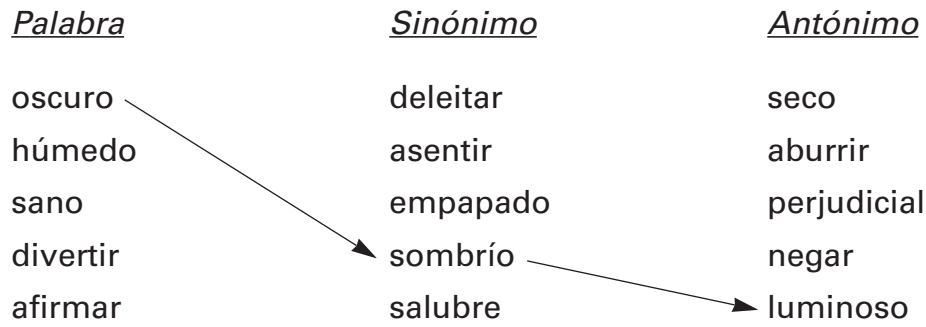 Palabra Sinónimo Antónimo
oscuro deleitar seco
húmedo asentir aburrir
sano empapado perjudicial
divertir sombrío negar
afirmar salubre luminoso